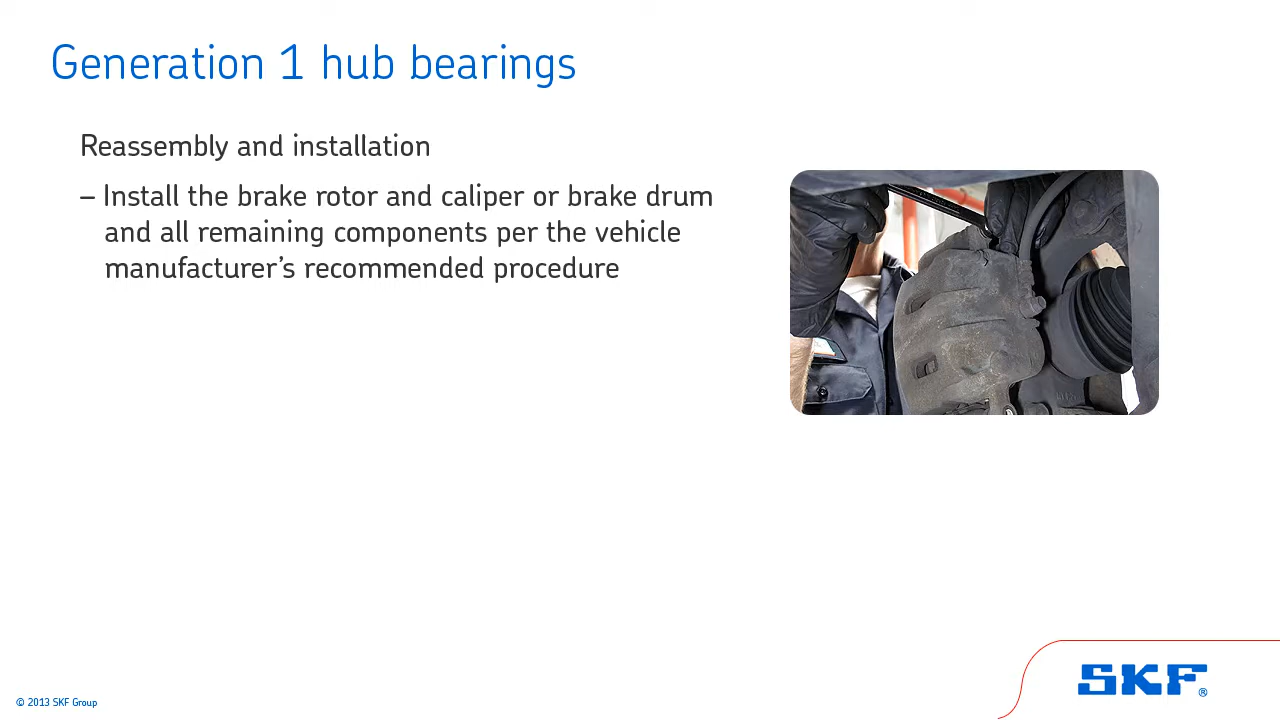 Generation 1 hub bearings
Reassembly and installation
– Install the brake rotor and caliper or brake drum
and all remaining components per the vehicle
manufacturer’s recommended procedure
© 2013 SKF Group
SKF®